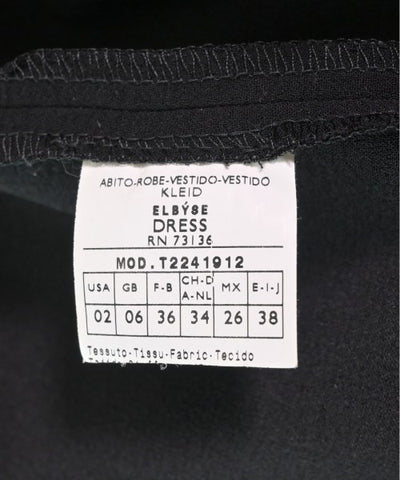 ABITO-ROBE-VESTIDO-VESTIDO
KLEID
ELBÝSE
DRESS
RN 73136
MOD.T2241912
USA GB F-B CH-D A-NL MX E-I-J
02 06 36 34 26 38
Tessuto-Tissu-Fabric-Tecido